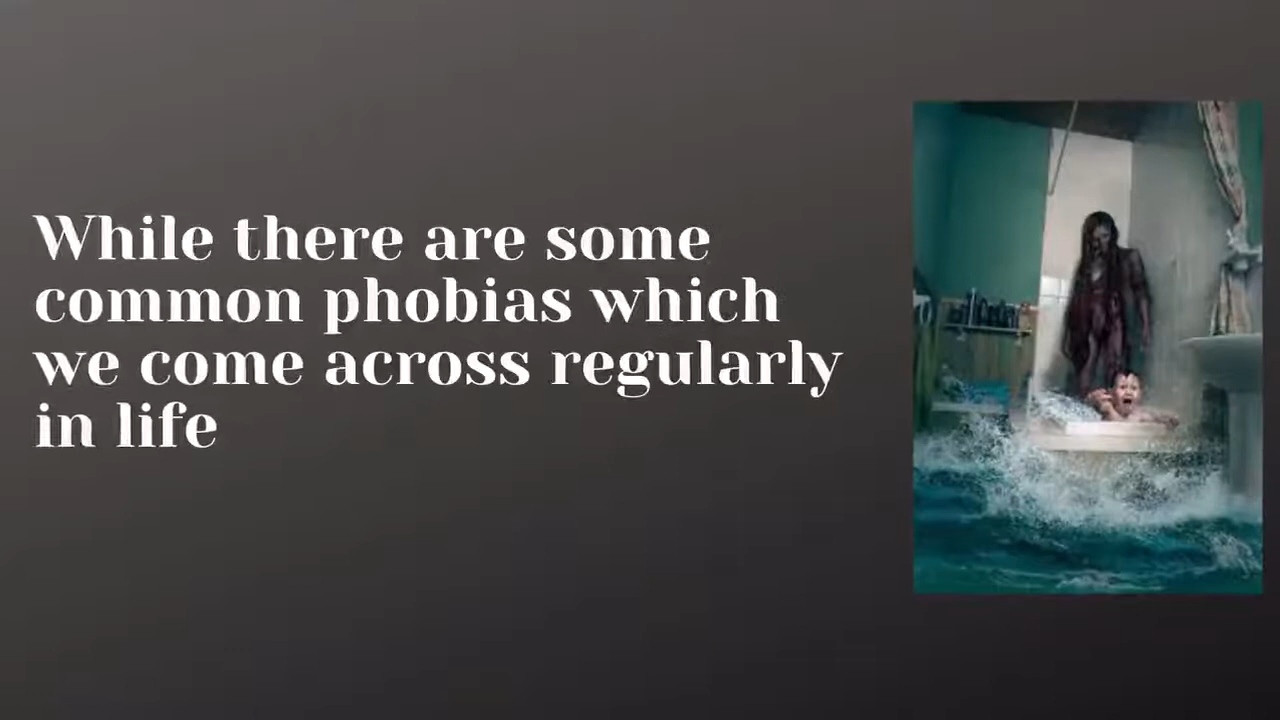 While there are some
common phobias which
we come across regularly
in life